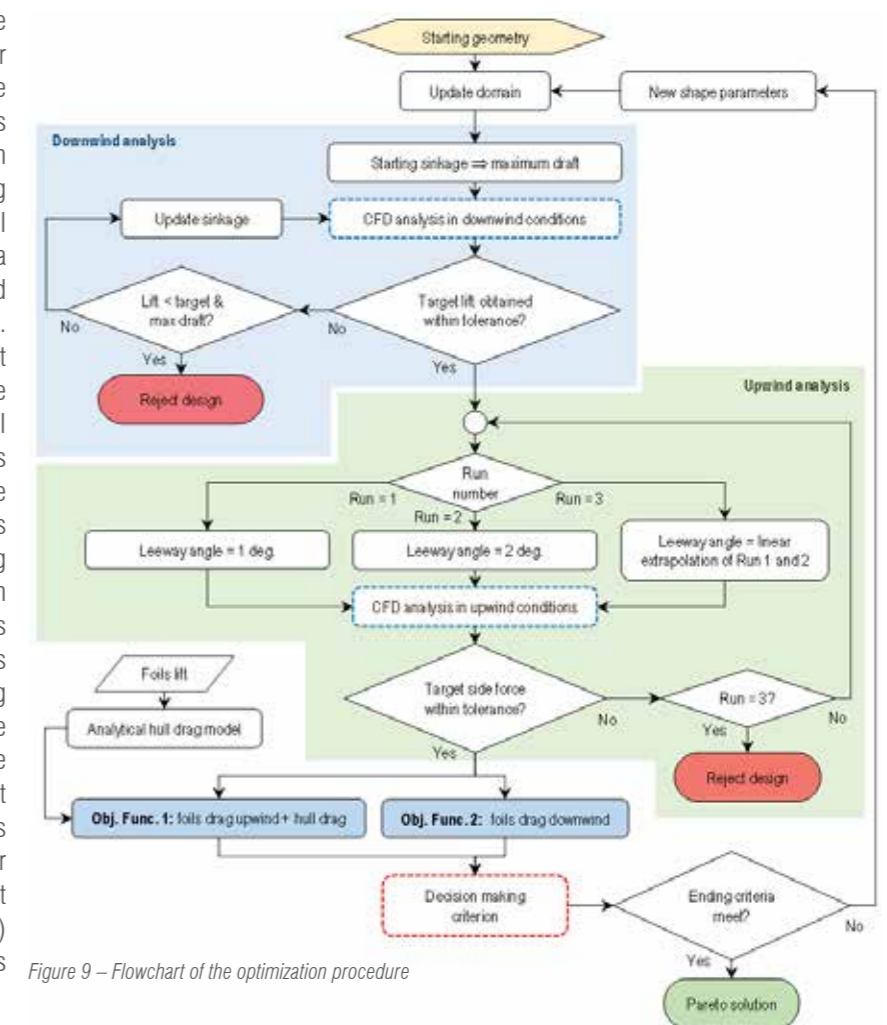 Starting geometry
Update domain
New shape parameters
Downwind analysis
Starting sinkage ⇒ maximum draft
Update sinkage
CFD analysis in downwind conditions
Lift < target &
max draft?
Target lift obtained
within tolerance?
No
No
Yes
Yes
Reject design
Upwind analysis
Run
number
Run = 1
Run = 3
Run = 2
Leeway angle = 1 deg.
Leeway angle = 2 deg.
Leeway angle = linear
extrapolation of Run 1 and 2
CFD analysis in upwind conditions
Foils lift
Target side force
within tolerance?
Run = 3?
No
No
Analytical hull drag model
Yes
Yes
Reject design
Obj. Func. 1: foils drag upwind + hull drag
Obj. Func. 2: foils drag downwind
Decision making
criterion
Ending criteria
meet?
No
Yes
Pareto solution
Figure 9 – Flowchart of the optimization procedure